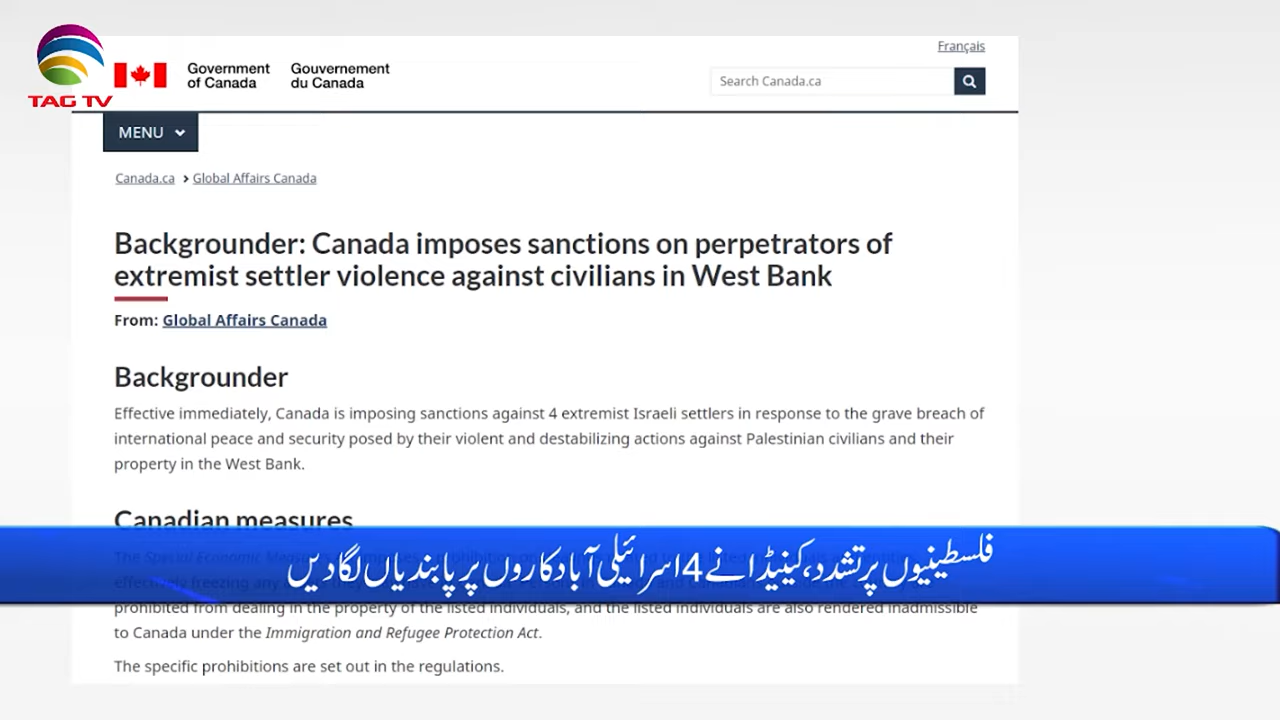 TAG TV
Français
Government of Canada
Gouvernement du Canada
Search Canada.ca
MENU
Canada.ca > Global Affairs Canada
Backgrounder: Canada imposes sanctions on perpetrators of
extremist settler violence against civilians in West Bank
From: Global Affairs Canada
Backgrounder
Effective immediately, Canada is imposing sanctions against 4 extremist Israeli settlers in response to the grave breach of
international peace and security posed by their violent and destabilizing actions against Palestinian civilians and their
property in the West Bank.
Canadian measures
فلسطینیوں پر تشدد، کینیڈا نے 4 اسرائیلی آباد کاروں پر پابندیاں لگا دیں
prohibited from dealing in the property of the listed individuals, and the listed individuals are also rendered inadmissible
to Canada under the Immigration and Refugee Protection Act.
The specific prohibitions are set out in the regulations.